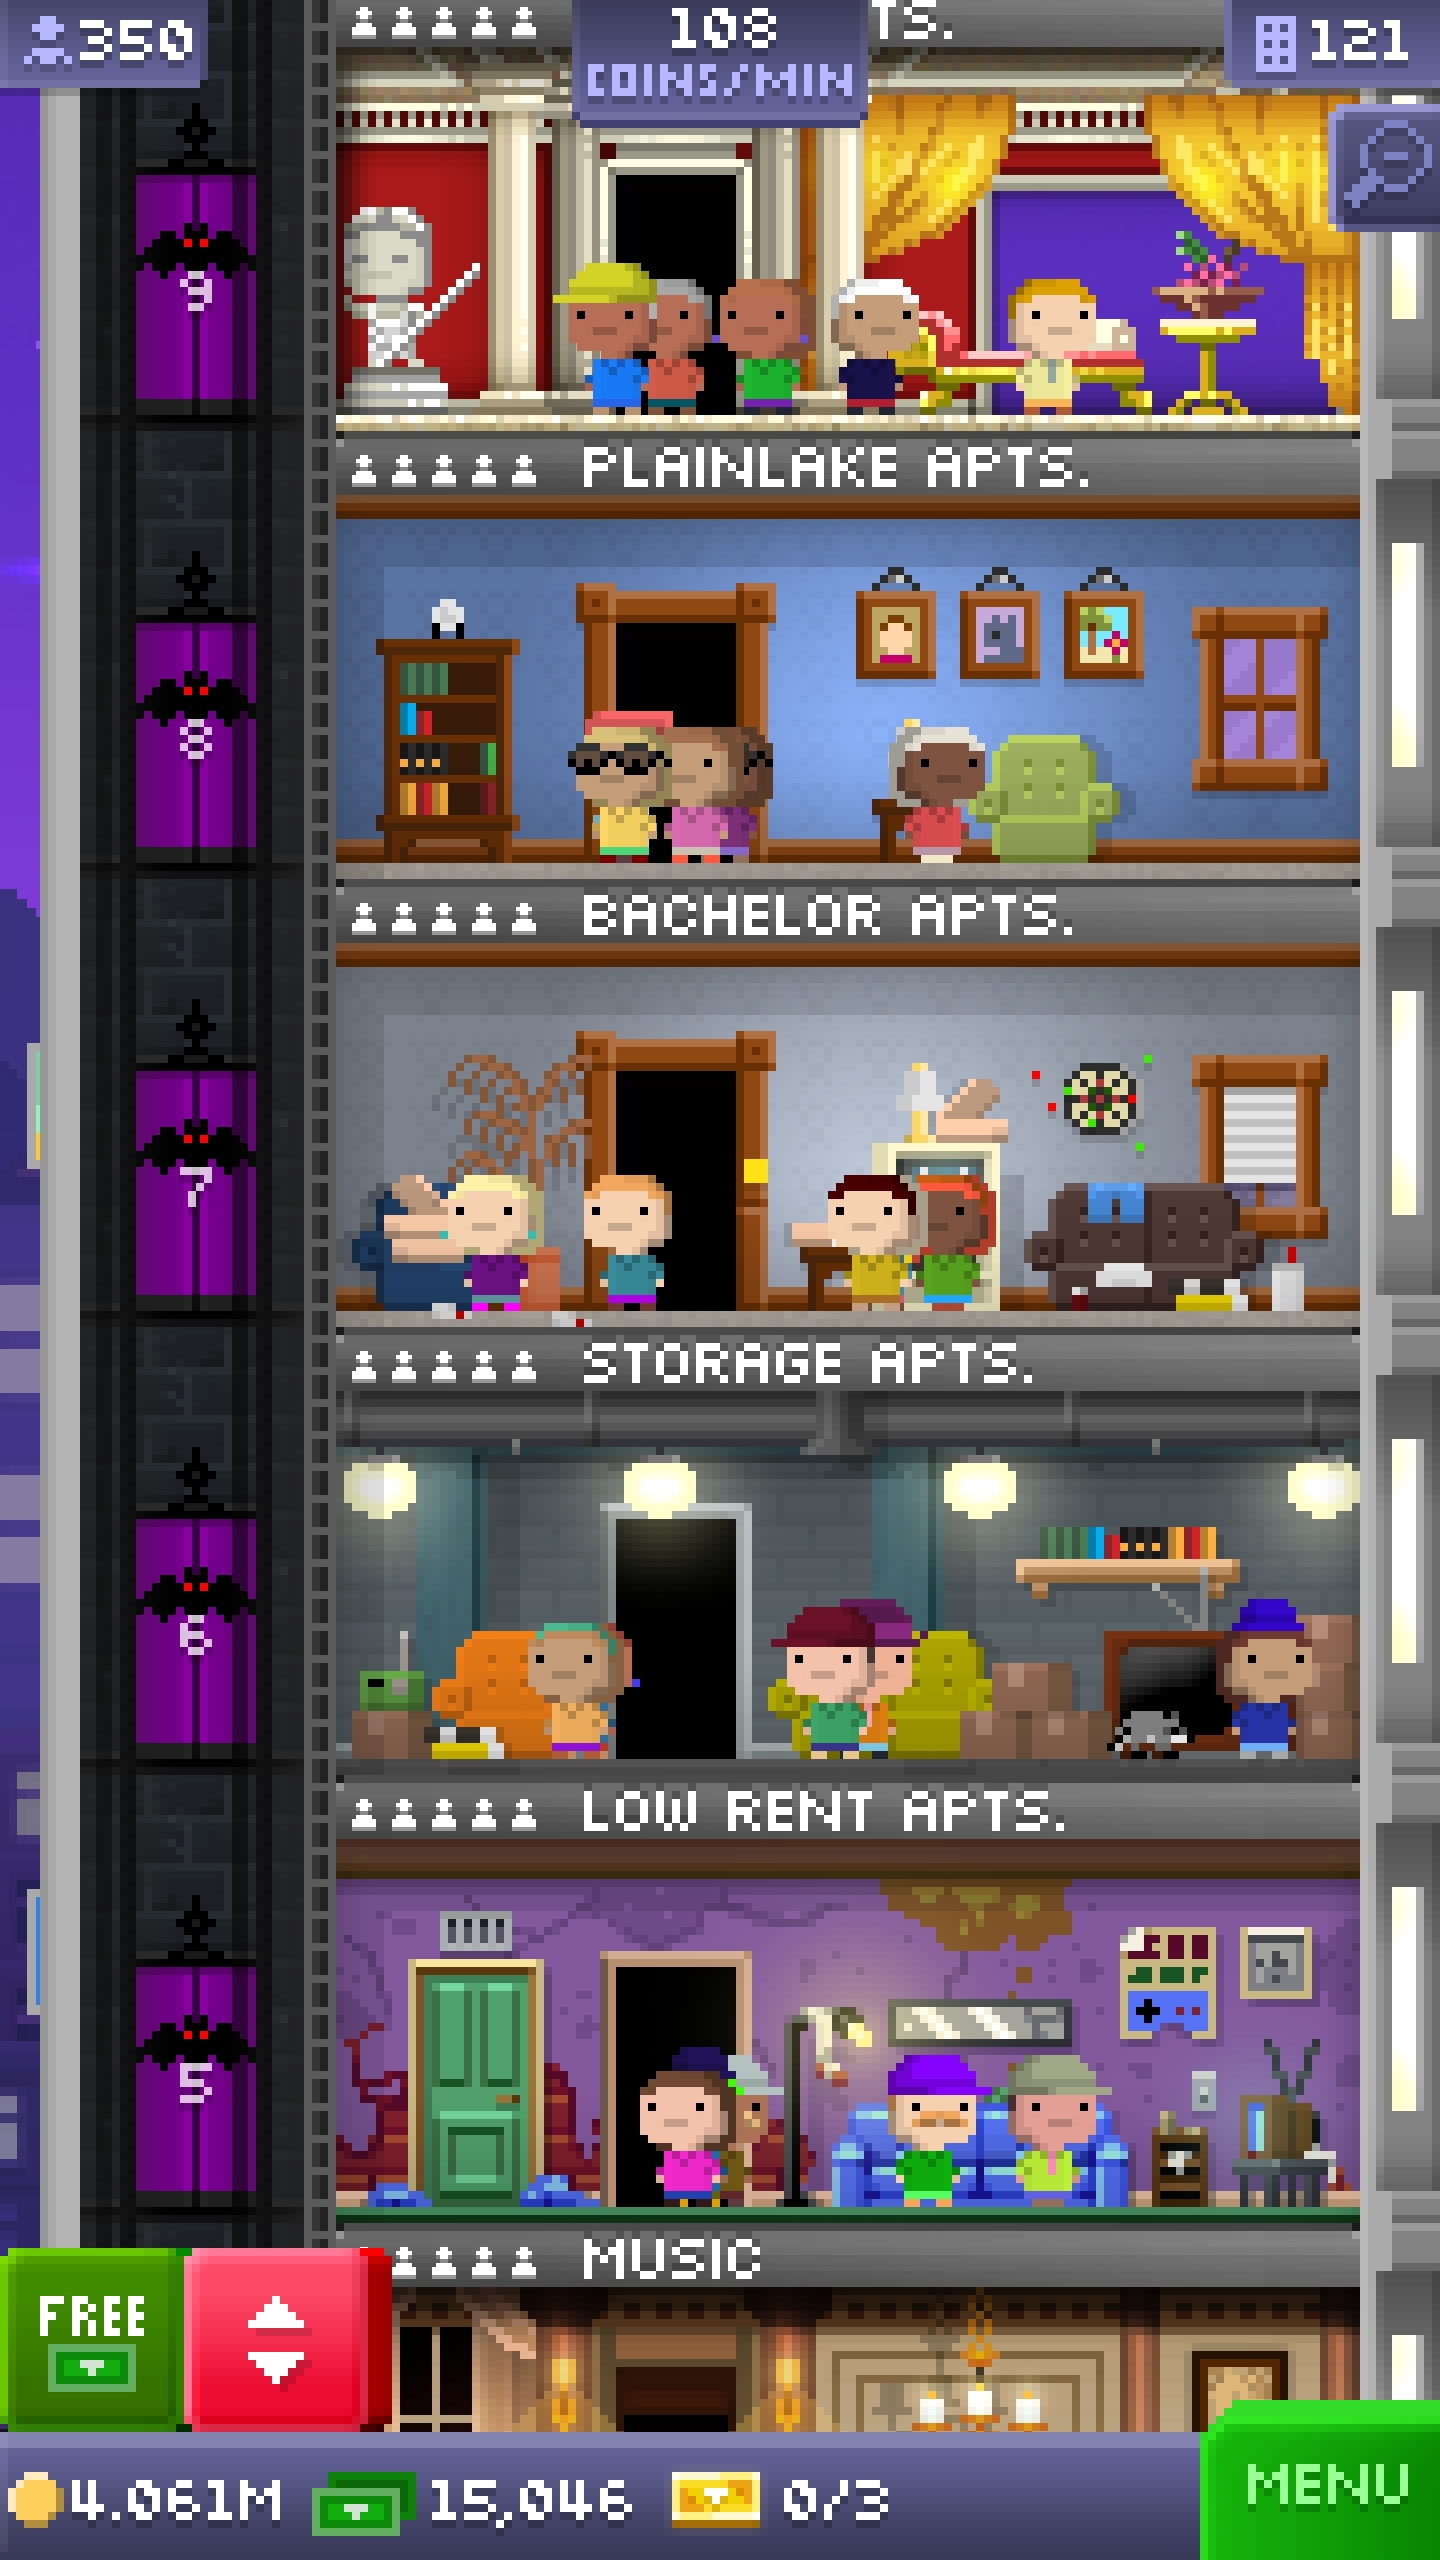 350
108
COINS/MIN
TS.
121
9
PLAINLAKE APTS.
8
BACHELOR APTS.
7
STORAGE APTS.
6
LOW RENT APTS.
5
MUSIC
FREE
4.061M
15,046
0/3
MENU